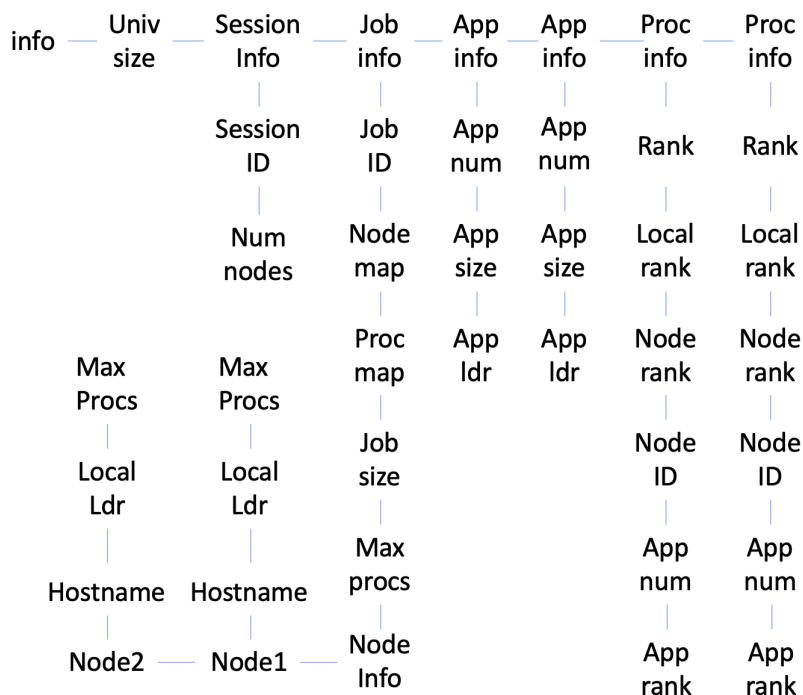 info
Univ
size
Session
Info
Job
info
App
info
App
info
Proc
info
Proc
info
Session
ID
Job
ID
App
num
App
num
Rank
Rank
Num
nodes
Node
map
App
size
App
size
Local
rank
Local
rank
Max
Procs
Max
Procs
Proc
map
App
ldr
App
ldr
Node
rank
Node
rank
Local
Ldr
Local
Ldr
Job
size
Node
ID
Node
ID
Hostname
Hostname
Max
procs
App
num
App
num
Node2
Node1
Node
Info
App
rank
App
rank